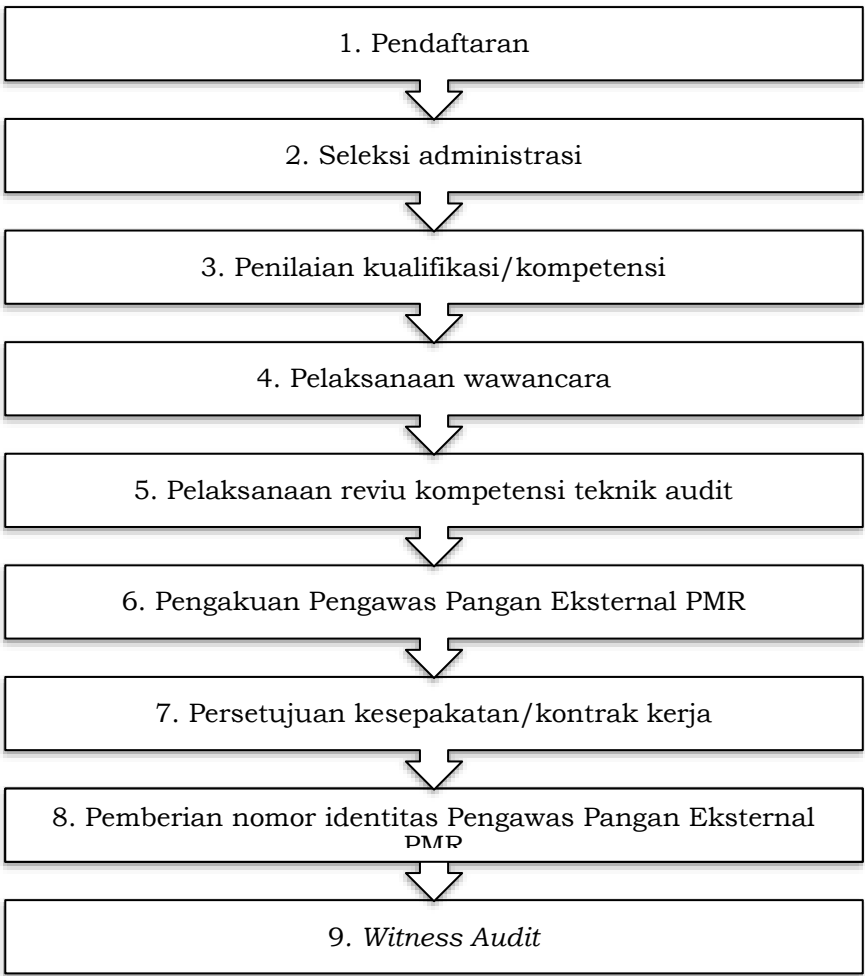 1. Pendaftaran
2. Seleksi administrasi
3. Penilaian kualifikasi/kompetensi
4. Pelaksanaan wawancara
5. Pelaksanaan reviu kompetensi teknik audit
6. Pengakuan Pengawas Pangan Eksternal PMR
7. Persetujuan kesepakatan/kontrak kerja
8. Pemberian nomor identitas Pengawas Pangan Eksternal
PMR
9. Witness Audit